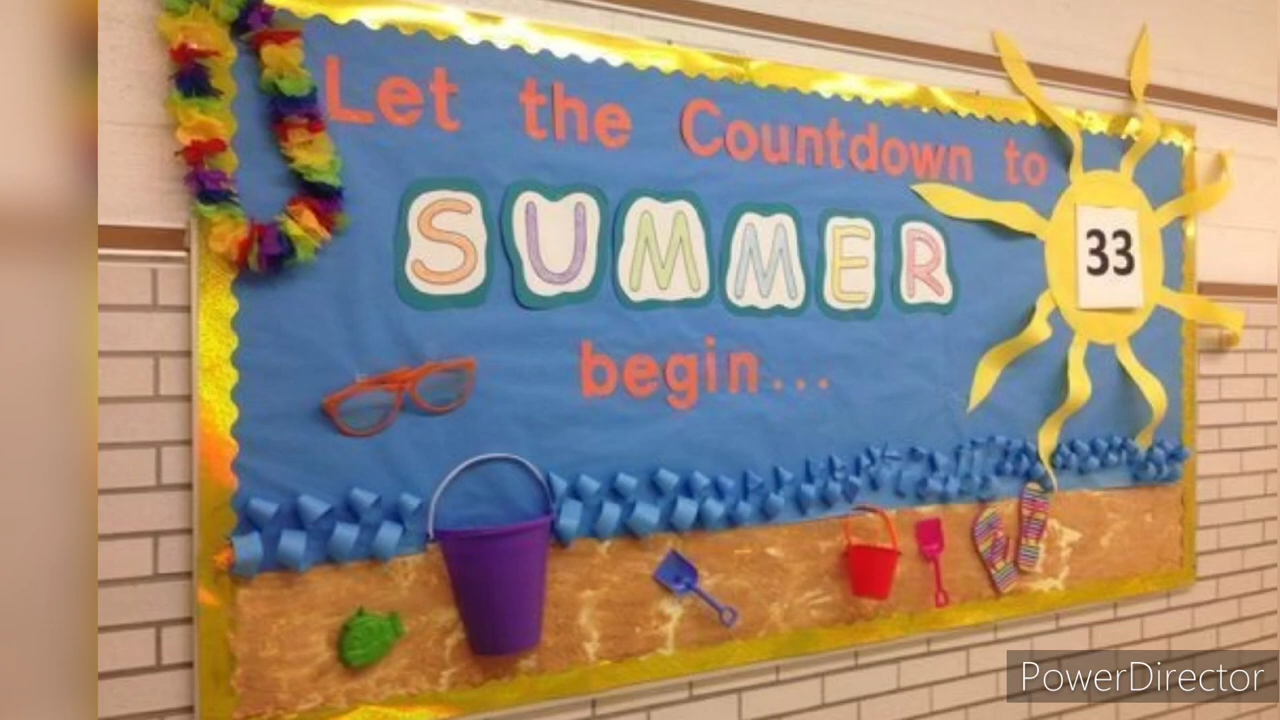 Let the Countdown to
SUMMER
33
begin...
PowerDirector